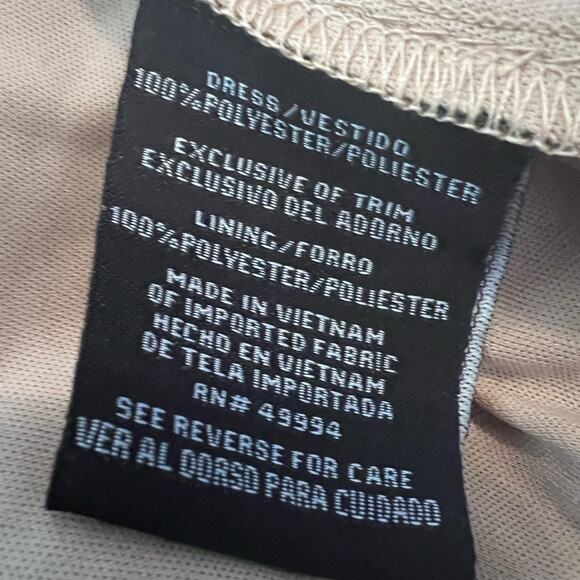 DRESS/VESTIDO
100%POLYESTER/POLIESTER
EXCLUSIVE OF TRIM
EXCLUSIVO DEL ADORNO
LINING/FORRO
100%POLYESTER/POLIESTER
MADE IN VIETNAM
OF IMPORTED FABRIC
HECHO EN VIETNAM
DE TELA IMPORTADA
RN# 49994
SEE REVERSE FOR CARE
VER AL DORSO PARA CUIDADO